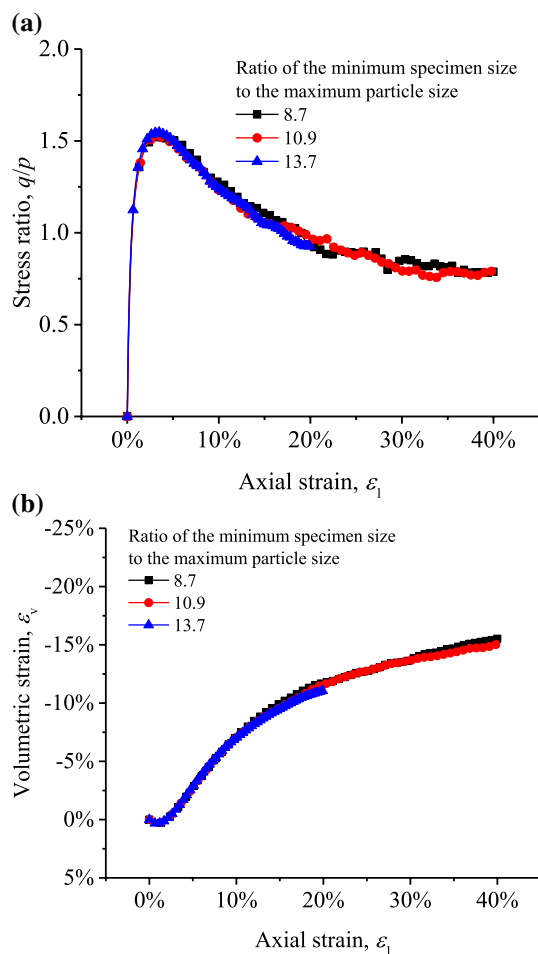 (a)
2.0
1.5
1.0
0.5
0.0
Stress ratio, q/p
Ratio of the minimum specimen size
to the maximum particle size
8.7
10.9
13.7
0% 10% 20% 30% 40%
Axial strain, ε₁
(b)
-25%
-20%
-15%
-10%
-5%
0%
5%
Volumetric strain, εᵥ
Ratio of the minimum specimen size
to the maximum particle size
8.7
10.9
13.7
0% 10% 20% 30% 40%
Axial strain, ε₁